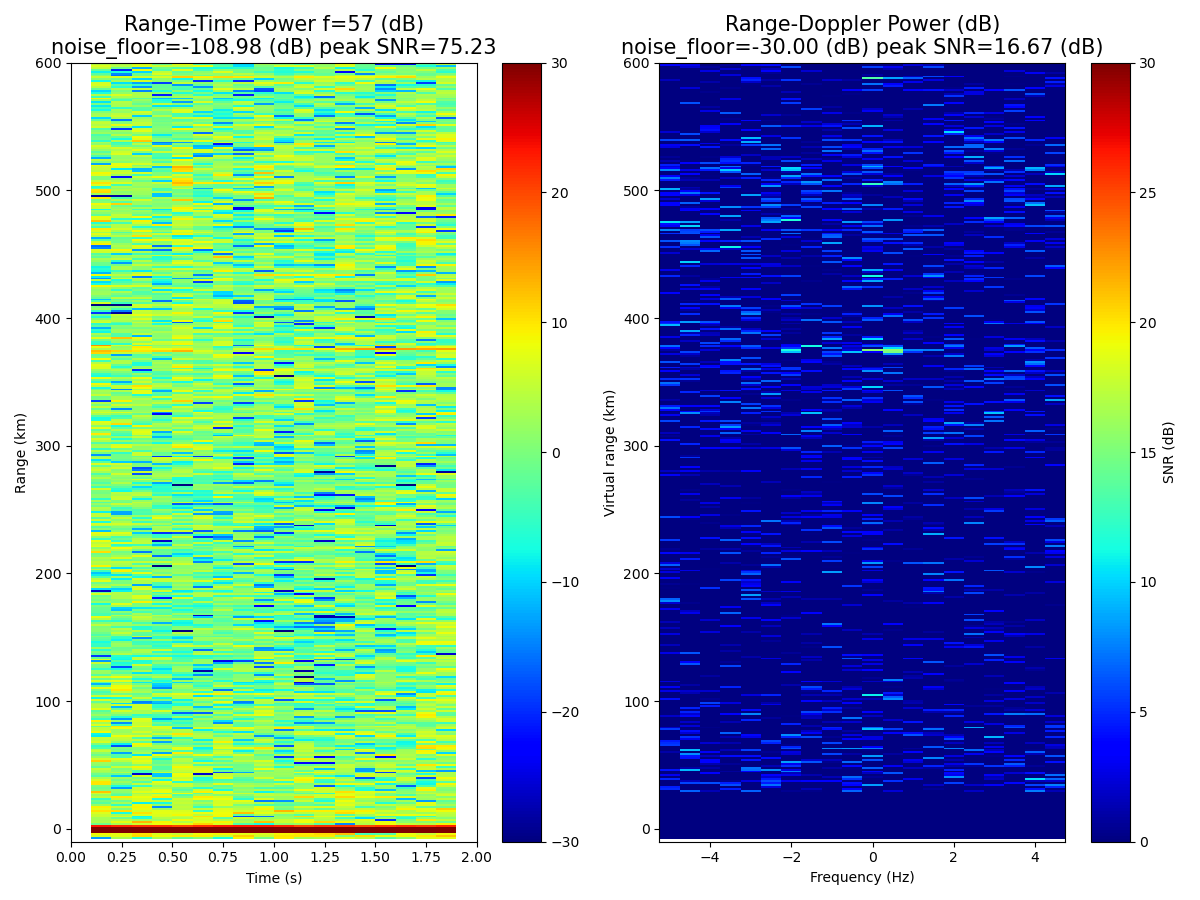 Range-Time Power f=57 (dB)
noise_floor=-108.98 (dB) peak SNR=75.23
600
500
400
300
200
100
0
Range (km)
0.00 0.25 0.50 0.75 1.00 1.25 1.50 1.75 2.00
Time (s)
30
20
10
0
−10
−20
−30
Range-Doppler Power (dB)
noise_floor=-30.00 (dB) peak SNR=16.67 (dB)
600
500
400
300
200
100
0
Virtual range (km)
−4 −2 0 2 4
Frequency (Hz)
30
25
20
15
10
5
0
SNR (dB)